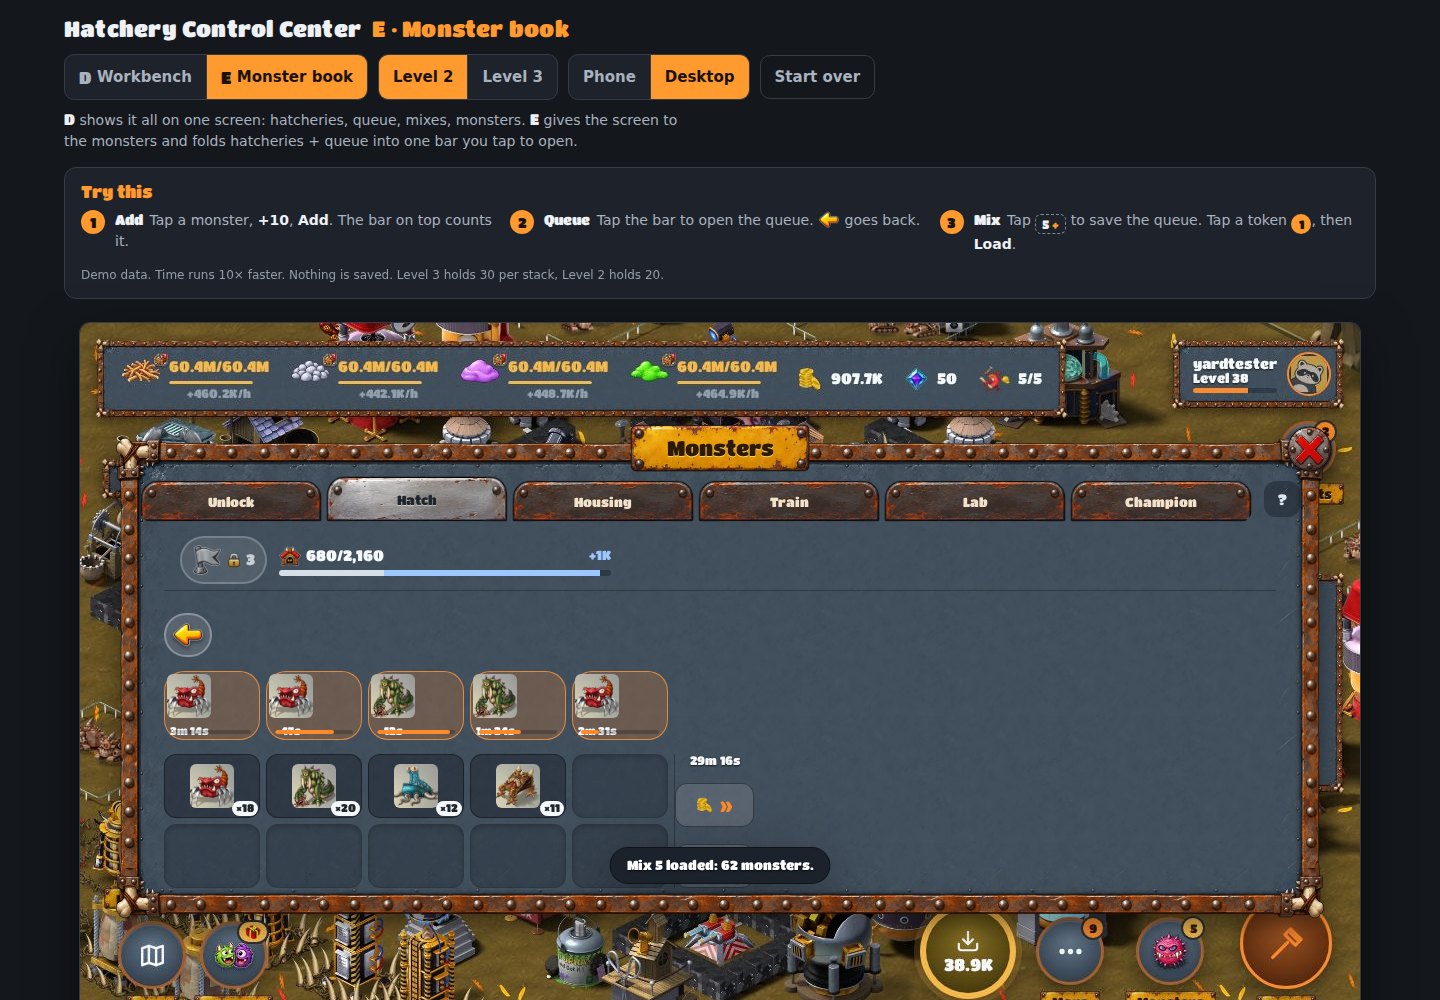 Hatchery Control Center E · Monster book
D Workbench E Monster book Level 2 Level 3 Phone Desktop Start over
D shows it all on one screen: hatcheries, queue, mixes, monsters. E gives the screen to
the monsters and folds hatcheries + queue into one bar you tap to open.
Try this
1 Add Tap a monster, +10, Add. The bar on top counts
it.
2 Queue Tap the bar to open the queue. goes back.
3 Mix Tap 5+ to save the queue. Tap a token 1, then
Load.
Demo data. Time runs 10× faster. Nothing is saved. Level 3 holds 30 per stack, Level 2 holds 20.
60.4M/60.4M 60.4M/60.4M 60.4M/60.4M 60.4M/60.4M 907.7K 50 5/5
+460.2K/h +442.1K/h +448.7K/h +464.9K/h
yardtester
Level 38
Monsters
Unlock Hatch Housing Train Lab Champion ?
3 680/2,160 +1K
3m 14s 2m 31s
29m 16s
×18 ×20 ×12 ×11
Mix 5 loaded: 62 monsters.
38.9K 9 5